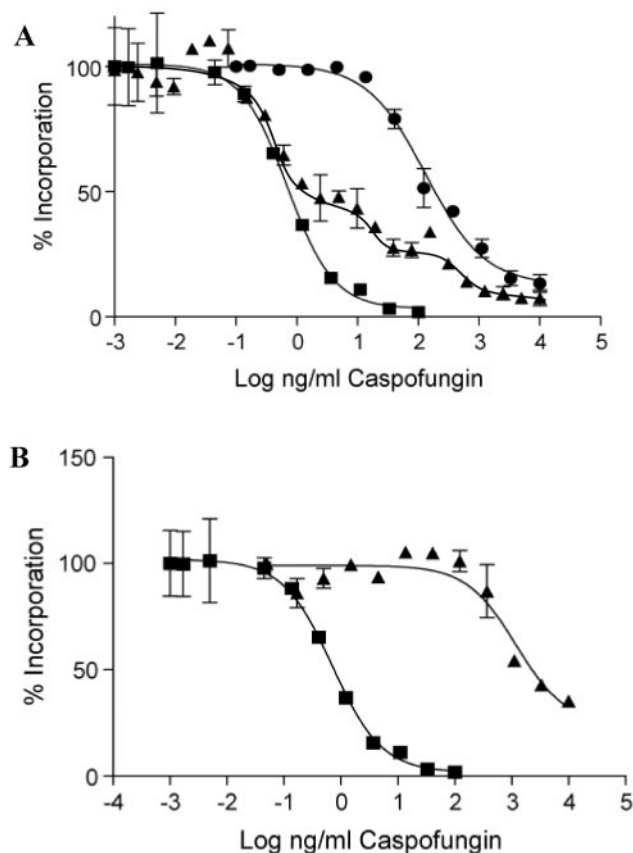 A
% Incorporation
100
50
0
-3 -2 -1 0 1 2 3 4 5
Log ng/ml Caspofungin
B
% Incorporation
150
100
50
0
-4 -3 -2 -1 0 1 2 3 4 5
Log ng/ml Caspofungin